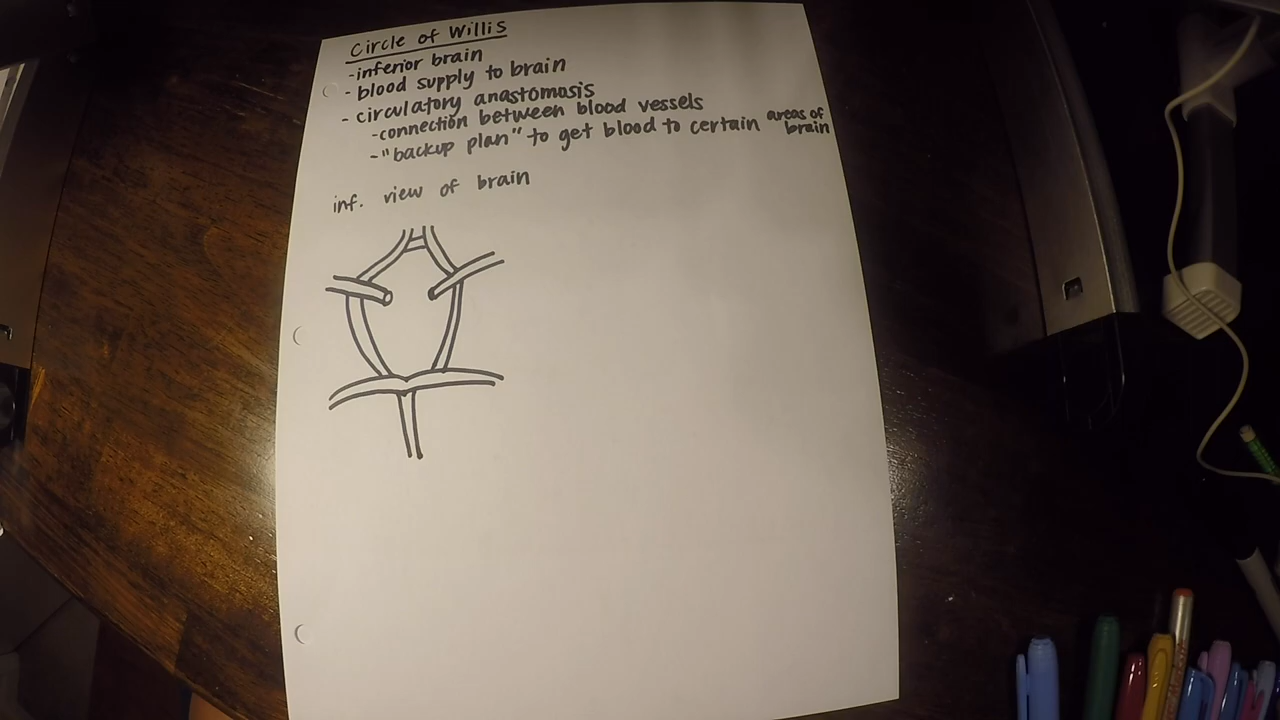 Circle of Willis
-inferior brain
- blood supply to brain
- circulatory anastomosis
-connection between blood vessels
-"backup plan" to get blood to certain areas of brain
inf. view of brain